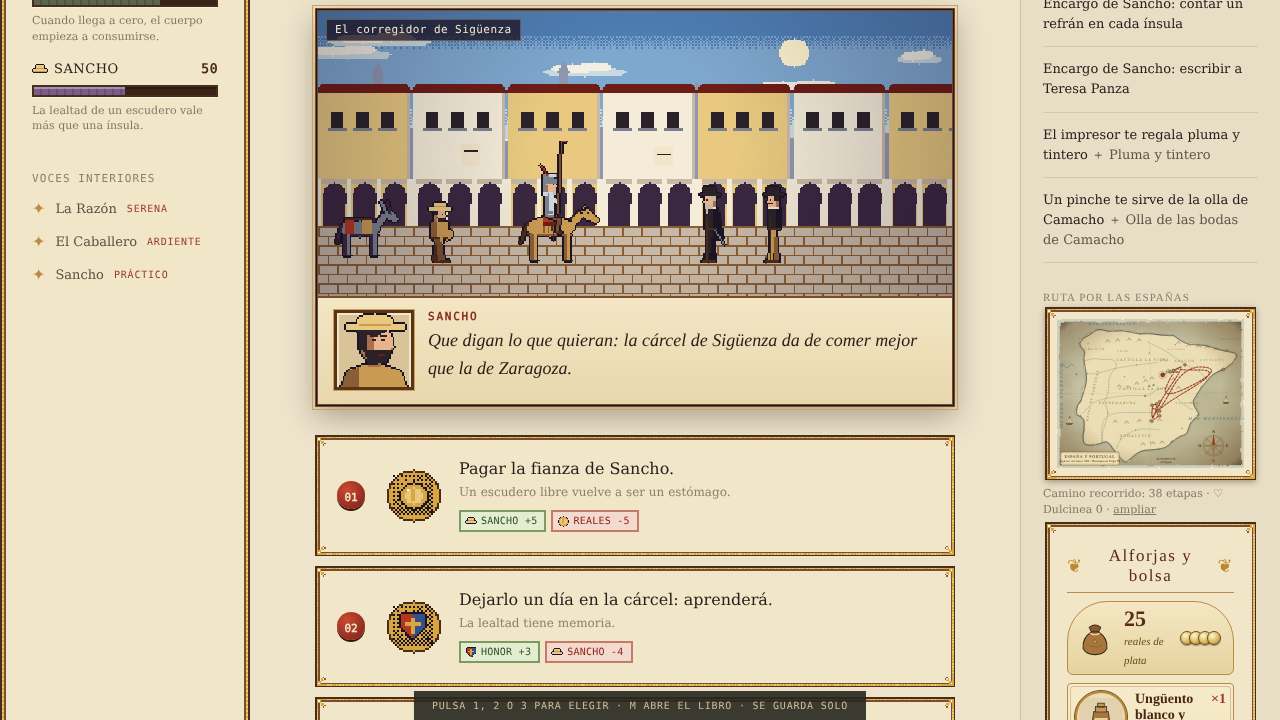 Cuando llega a cero, el cuerpo
empieza a consumirse.
SANCHO 50
La lealtad de un escudero vale
más que una ínsula.
VOCES INTERIORES
La Razón SERENA
El Caballero ARDIENTE
Sancho PRÁCTICO
El corregidor de Sigüenza
SANCHO
Que digan lo que quieran: la cárcel de Sigüenza da de comer mejor
que la de Zaragoza.
01
Pagar la fianza de Sancho.
Un escudero libre vuelve a ser un estómago.
SANCHO +5 REALES -5
02
Dejarlo un día en la cárcel: aprenderá.
La lealtad tiene memoria.
HONOR +3 SANCHO -4
PULSA 1, 2 O 3 PARA ELEGIR · M ABRE EL LIBRO · SE GUARDA SOLO
Encargo de Sancho: contar un
refrán en cada ínsula
Encargo de Sancho: escribir a
Teresa Panza
El impresor te regala pluma y
tintero + Pluma y tintero
Un pinche te sirve de la olla de
Camacho + Olla de las bodas
de Camacho
RUTA POR LAS ESPAÑAS
ESPAÑA Y PORTUGAL
Camino recorrido: 38 etapas · ♡
Dulcinea 0 · ampliar
Alforjas y
bolsa
25
reales de
plata
Ungüento ×1
blanco y